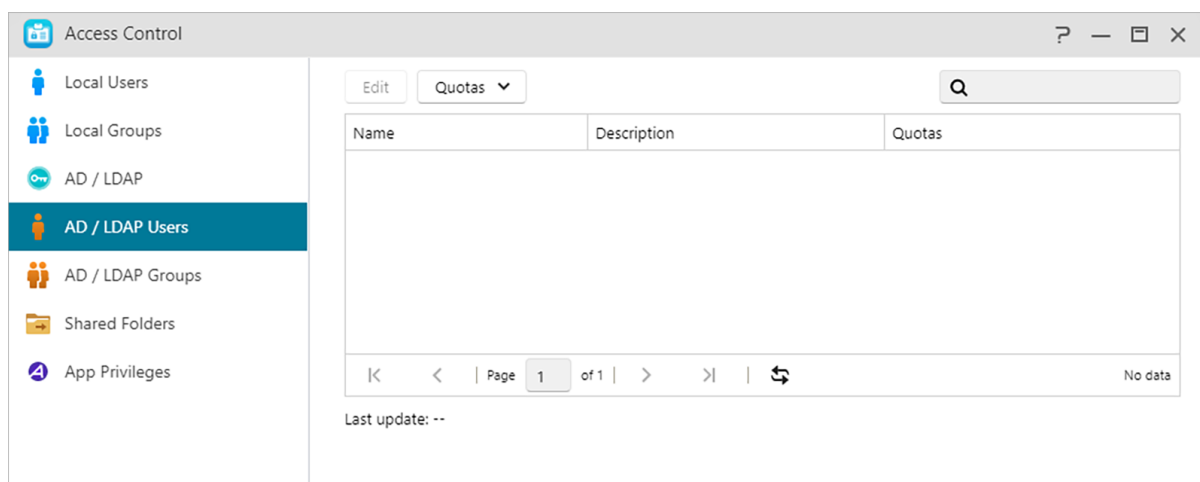 Access Control
Local Users
Local Groups
AD / LDAP
AD / LDAP Users
AD / LDAP Groups
Shared Folders
App Privileges
Edit Quotas
Name Description Quotas
Page 1 of 1 No data
Last update: --